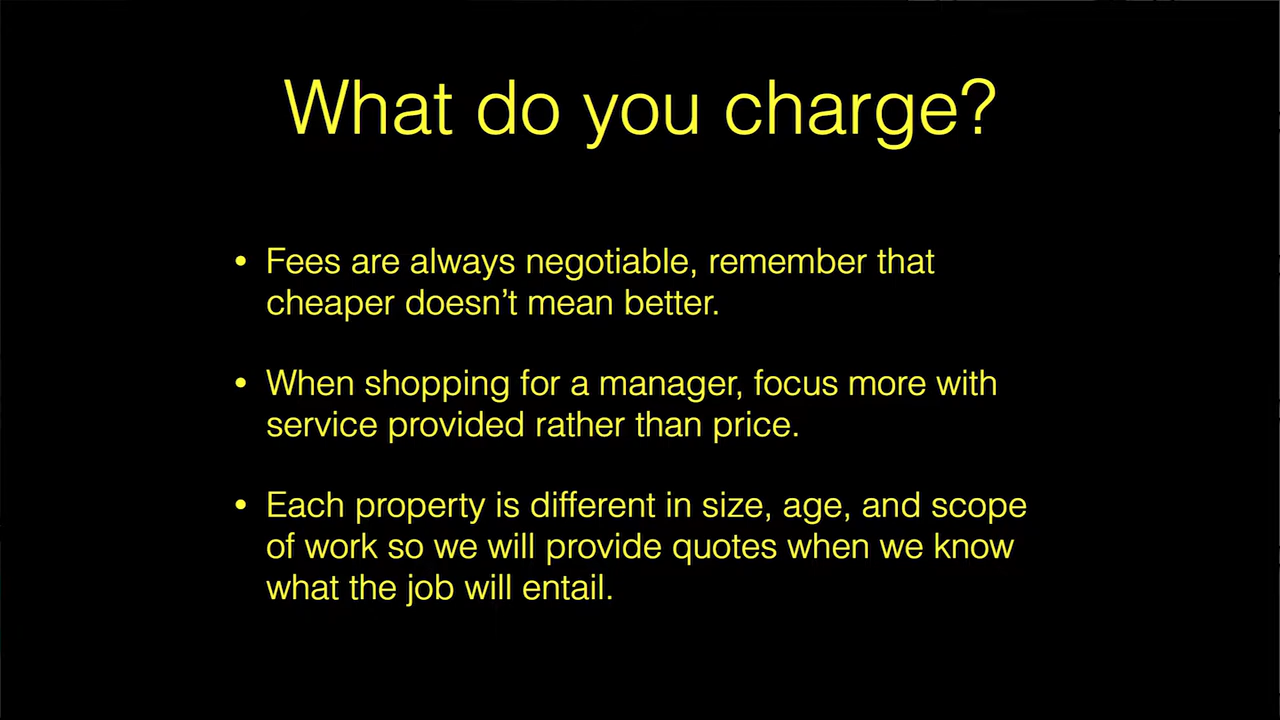 What do you charge?
• Fees are always negotiable, remember that
cheaper doesn’t mean better.
• When shopping for a manager, focus more with
service provided rather than price.
• Each property is different in size, age, and scope
of work so we will provide quotes when we know
what the job will entail.